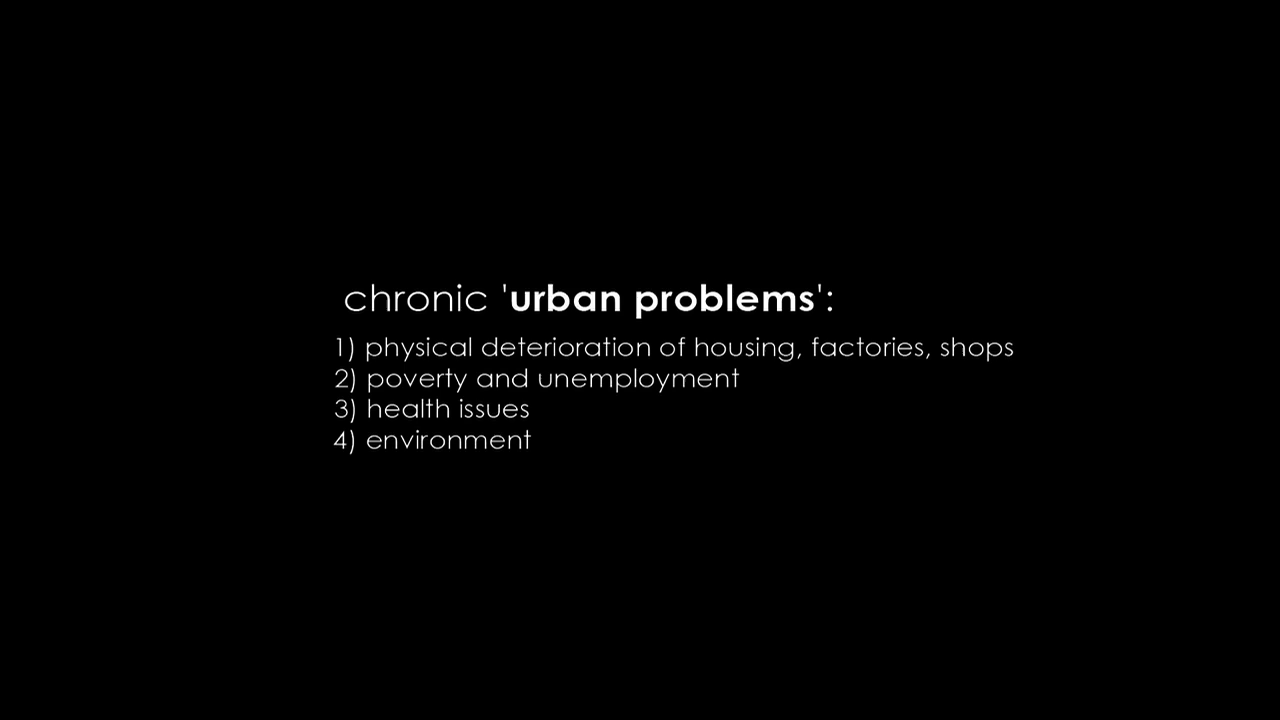 chronic 'urban problems':
1) physical deterioration of housing, factories, shops
2) poverty and unemployment
3) health issues
4) environment